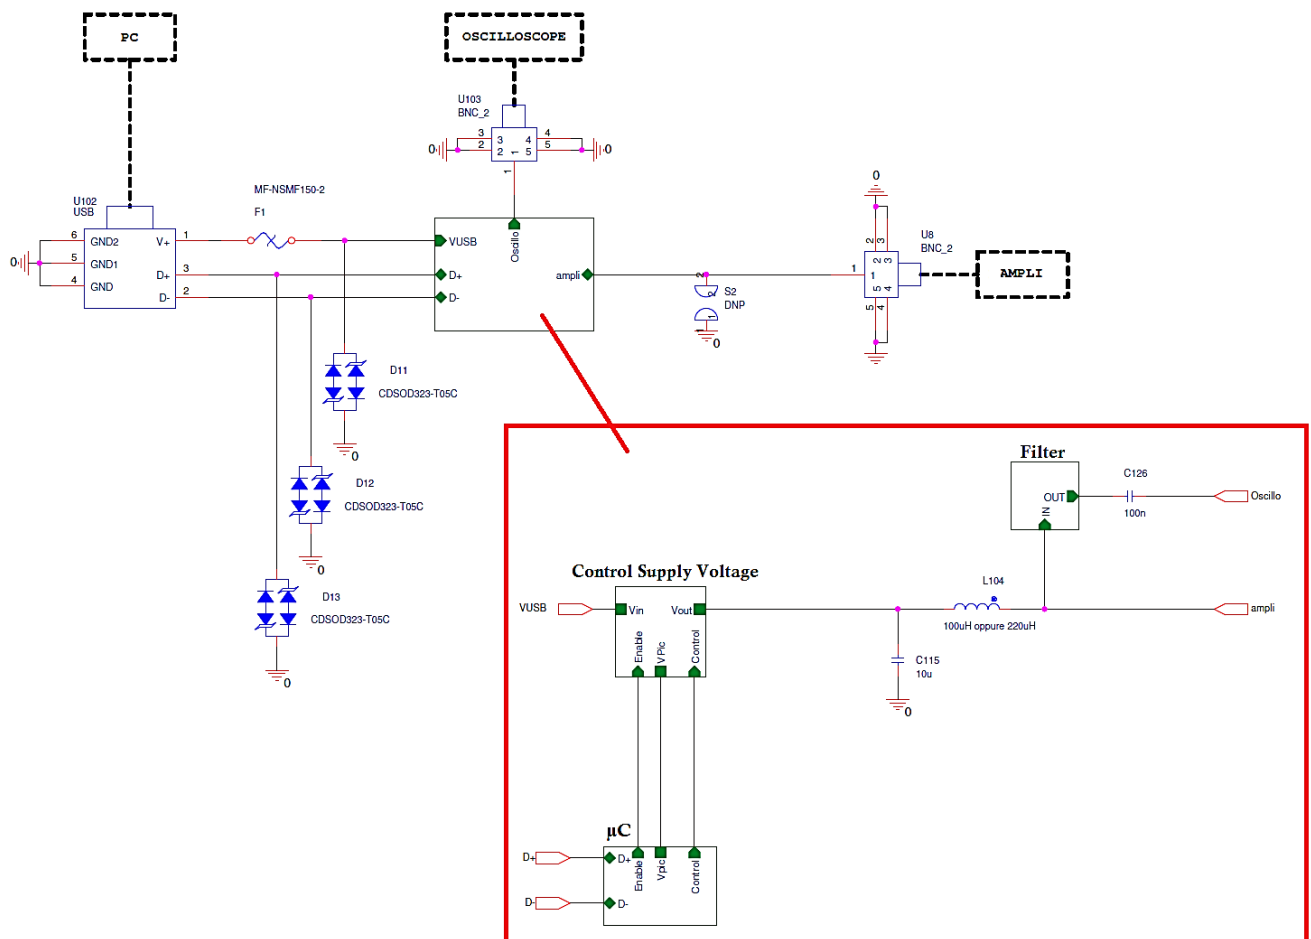 PC
OSCILLOSCOPE
U103
BNC_2
3
2
3
2
1
4
5
4
5
0
0
1
MF-NSMF150-2
F1
U102
USB
6
5
4
GND2
GND1
GND
V+
D+
D-
1
3
2
0
VUSB
D+
D-
Oscillo
ampli
2
2
S2
DNP
1
1
0
0
2
3
2
3
1
1
5
4
5
4
U8
BNC_2
AMPLI
D11
CDSOD323-T05C
0
D12
CDSOD323-T05C
0
D13
CDSOD323-T05C
0
Filter
OUT
IN
C126
100n
Oscillo
Control Supply Voltage
VUSB
Vin
Vout
Enable
VPic
Control
L104
100uH oppure 220uH
ampli
C115
10u
0
µC
D+
D-
D+
D-
Enable
Vpic
Control